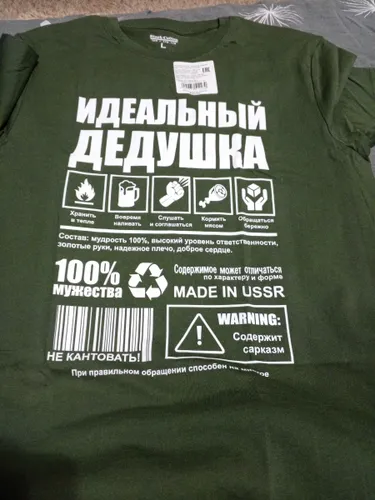 L
ИДЕАЛЬНЫЙ
ДЕДУШКА
Хранить
в тепле
Вовремя
наливать
Слушать
и соглашаться
Кормить
мясом
Обращаться
бережно
Состав: мудрость 100%, высокий уровень ответственности,
золотые руки, надежное плечо, доброе сердце.
100%
мужества
Содержимое может отличаться
по характеру и форме
MADE IN USSR
НЕ КАНТОВАТЬ!
WARNING:
Содержит
сарказм
При правильном обращении способен на